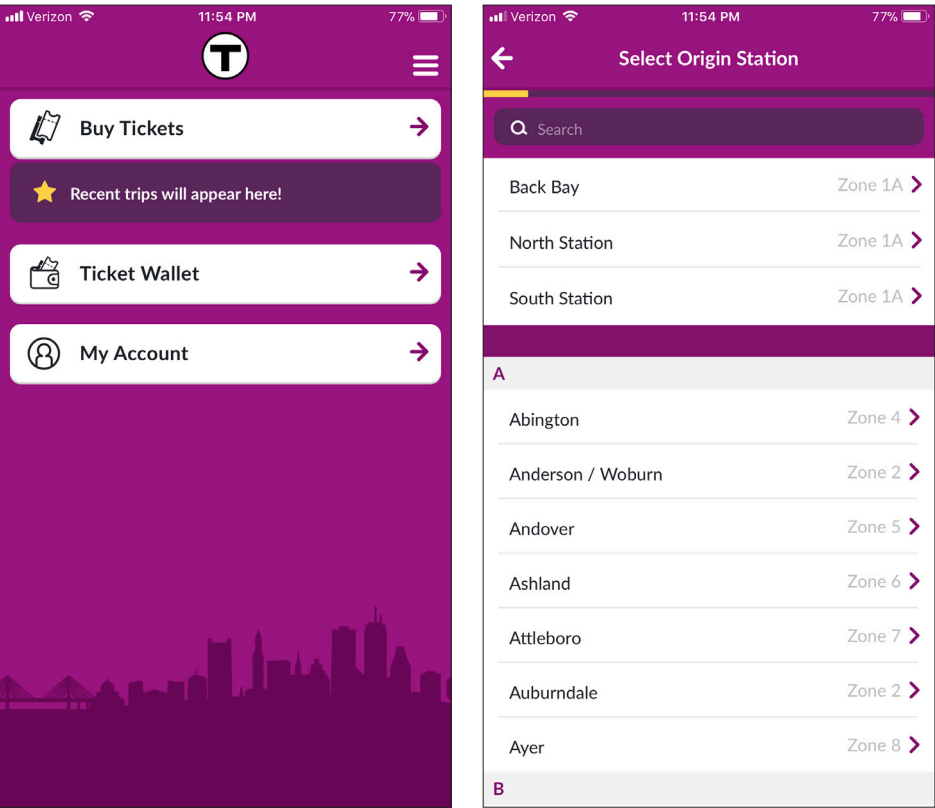 Verizon 11:54 PM 77%
T
Buy Tickets
Recent trips will appear here!
Ticket Wallet
My Account
Verizon 11:54 PM 77%
Select Origin Station
Search
Back Bay Zone 1A
North Station Zone 1A
South Station Zone 1A
A
Abington Zone 4
Anderson / Woburn Zone 2
Andover Zone 5
Ashland Zone 6
Attleboro Zone 7
Auburndale Zone 2
Ayer Zone 8
B